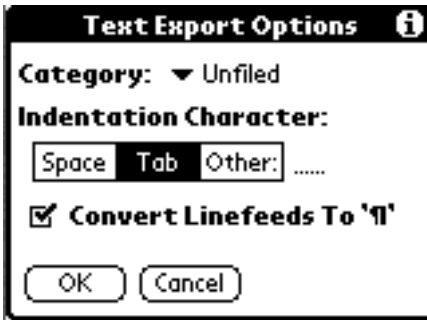 Text Export Options i
Category: Unfiled
Indentation Character:
Space Tab Other: ......
Convert Linefeeds To '¶'
OK Cancel